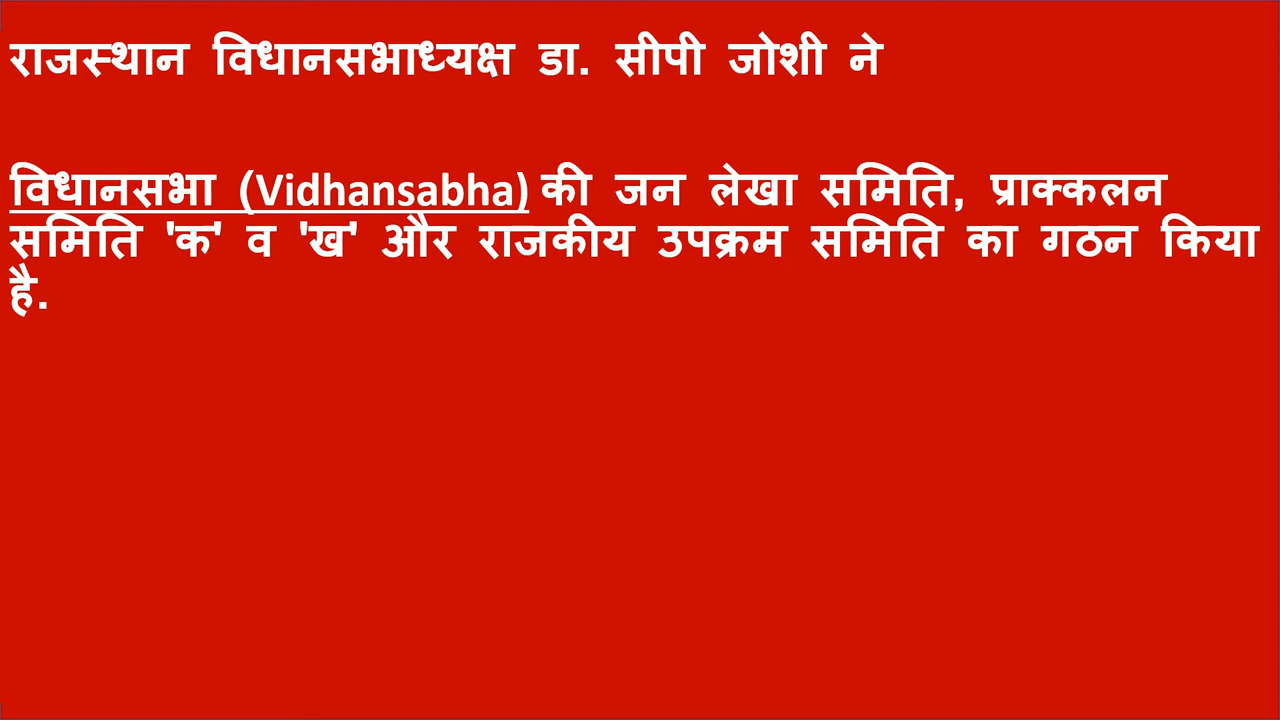 राजस्थान विधानसभाध्यक्ष डा. सीपी जोशी ने
विधानसभा (Vidhansabha) की जन लेखा समिति, प्राक्कलन
समिति 'क' व 'ख' और राजकीय उपक्रम समिति का गठन किया
है.